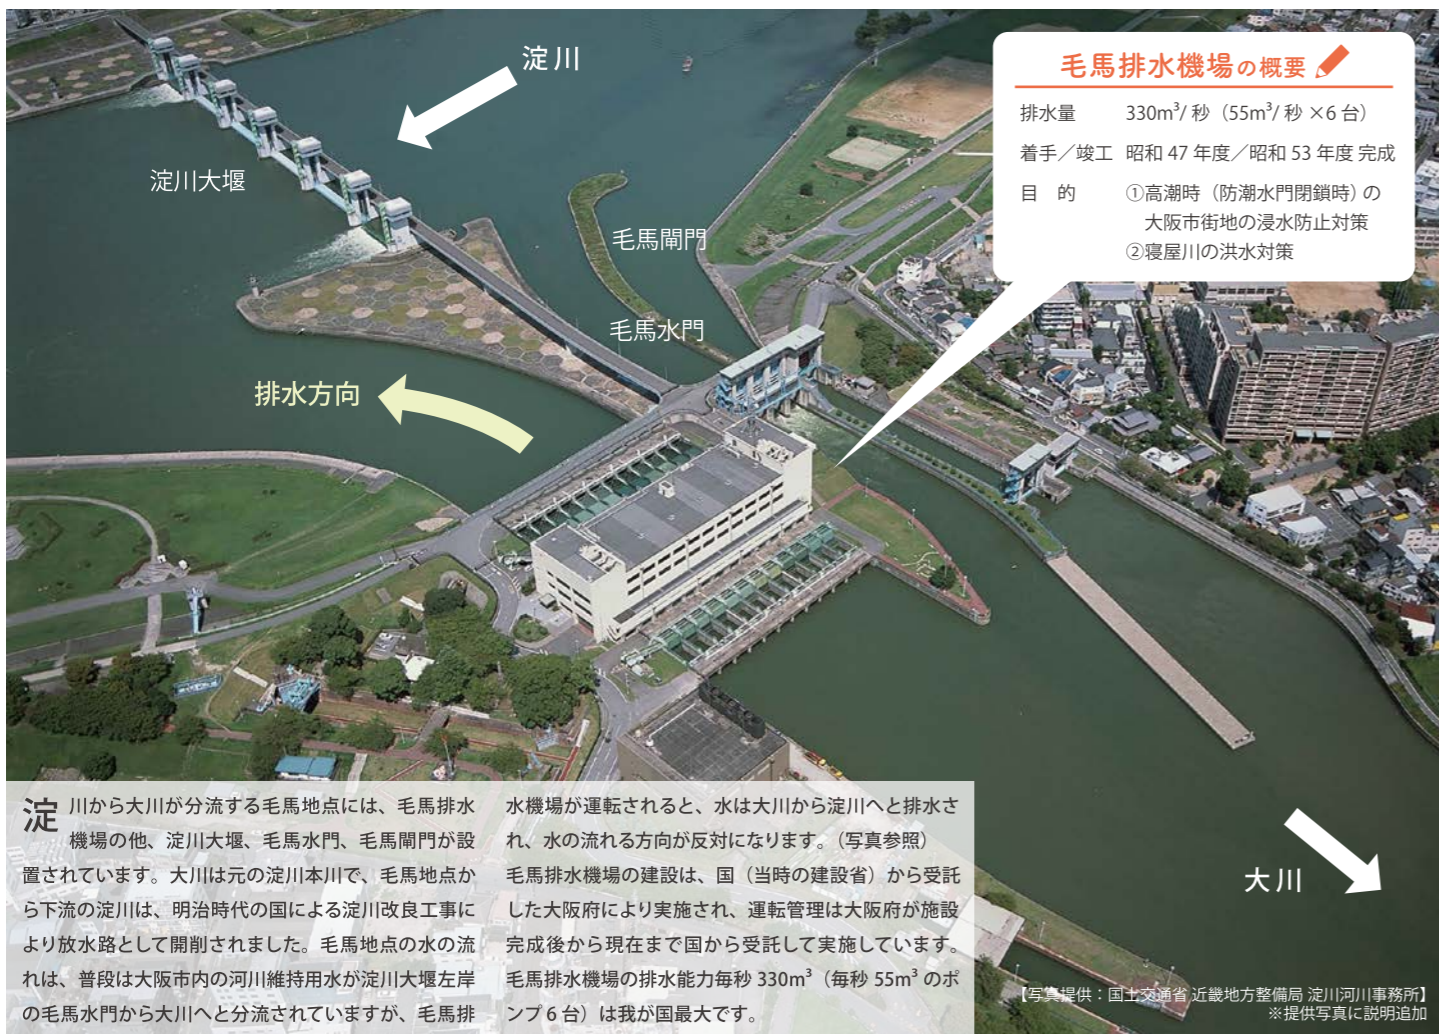 淀川
淀川大堰
毛馬閘門
毛馬水門
排水方向
毛馬排水機場の概要
排水量 330m³/ 秒（55m³/ 秒 ×6 台）
着手／竣工 昭和 47 年度／昭和 53 年度 完成
目 的 ①高潮時（防潮水門閉鎖時）の
大阪市街地の浸水防止対策
②寝屋川の洪水対策
淀川から大川が分流する毛馬地点には、毛馬排水
機場の他、淀川大堰、毛馬水門、毛馬閘門が設
置されています。大川は元の淀川本川で、毛馬地点か
ら下流の淀川は、明治時代の国による淀川改良工事に
より放水路として開削されました。毛馬地点の水の流
れは、普段は大阪市内の河川維持用水が淀川大堰左岸
の毛馬水門から大川へと分流されていますが、毛馬排
水機場が運転されると、水は大川から淀川へと排水さ
れ、水の流れる方向が反対になります。（写真参照）
毛馬排水機場の建設は、国（当時の建設省）から受託
した大阪府により実施され、運転管理は大阪府が施設
完成後から現在まで国から受託して実施しています。
毛馬排水機場の排水能力毎秒 330m³（毎秒 55m³ のポ
ンプ 6 台）は我が国最大です。
大川
【写真提供：国土交通省 近畿地方整備局 淀川河川事務所】
※提供写真に説明追加